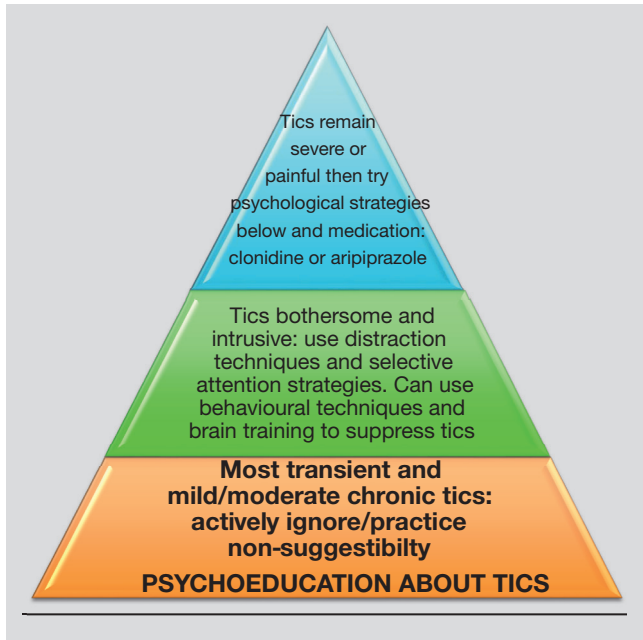 Tics remain
severe or
painful then try
psychological strategies
below and medication:
clonidine or aripiprazole
Tics bothersome and
intrusive: use distraction
techniques and selective
attention strategies. Can use
behavioural techniques and
brain training to suppress tics
Most transient and
mild/moderate chronic tics:
actively ignore/practice
non-suggestibilty
PSYCHOEDUCATION ABOUT TICS